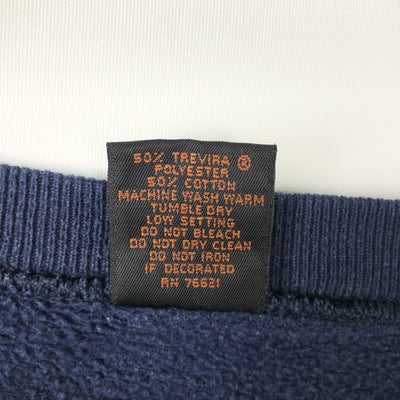 50% TREVIRA ®
POLYESTER
50% COTTON
MACHINE WASH WARM
TUMBLE DRY
LOW SETTING
DO NOT BLEACH
DO NOT DRY CLEAN
DO NOT IRON
IF DECORATED
RN 76621